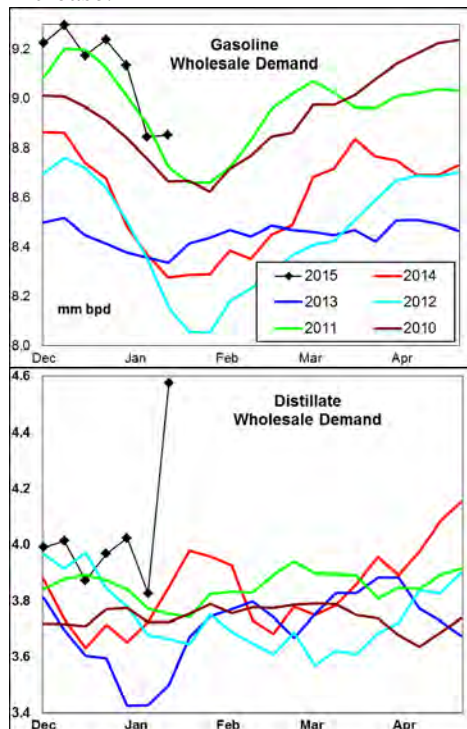 Gasoline
Wholesale Demand
9.2
9.0
8.8
8.6
8.4
8.2
8.0
mm bpd
2015 2014
2013 2012
2011 2010
Dec Jan Feb Mar Apr
Distillate
Wholesale Demand
4.6
4.4
4.2
4.0
3.8
3.6
3.4
Dec Jan Feb Mar Apr